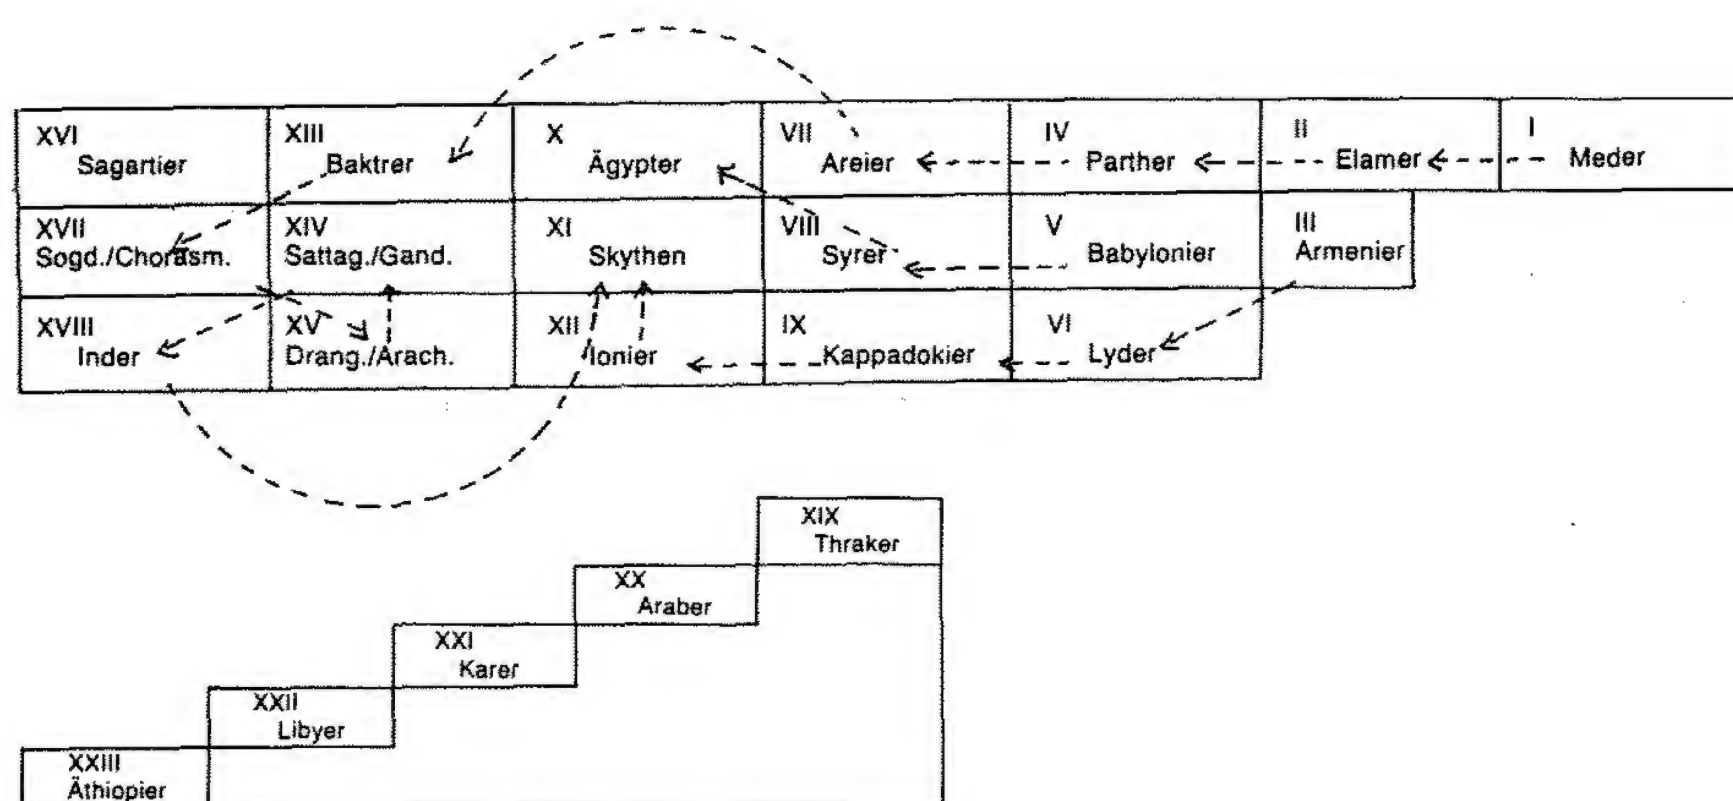 XVI
Sagartier
XIII
Baktrer
X
Ägypter
VII
Areier
IV
Parther
II
Elamer
I
Meder
XVII
Sogd./Chorasm.
XIV
Sattag./Gand.
XI
Skythen
VIII
Syrer
V
Babylonier
III
Armenier
XVIII
Inder
XV
Drang./Arach.
XII
Ionier
IX
Kappadokier
VI
Lyder
XIX
Thraker
XX
Araber
XXI
Karer
XXII
Libyer
XXIII
Äthiopier